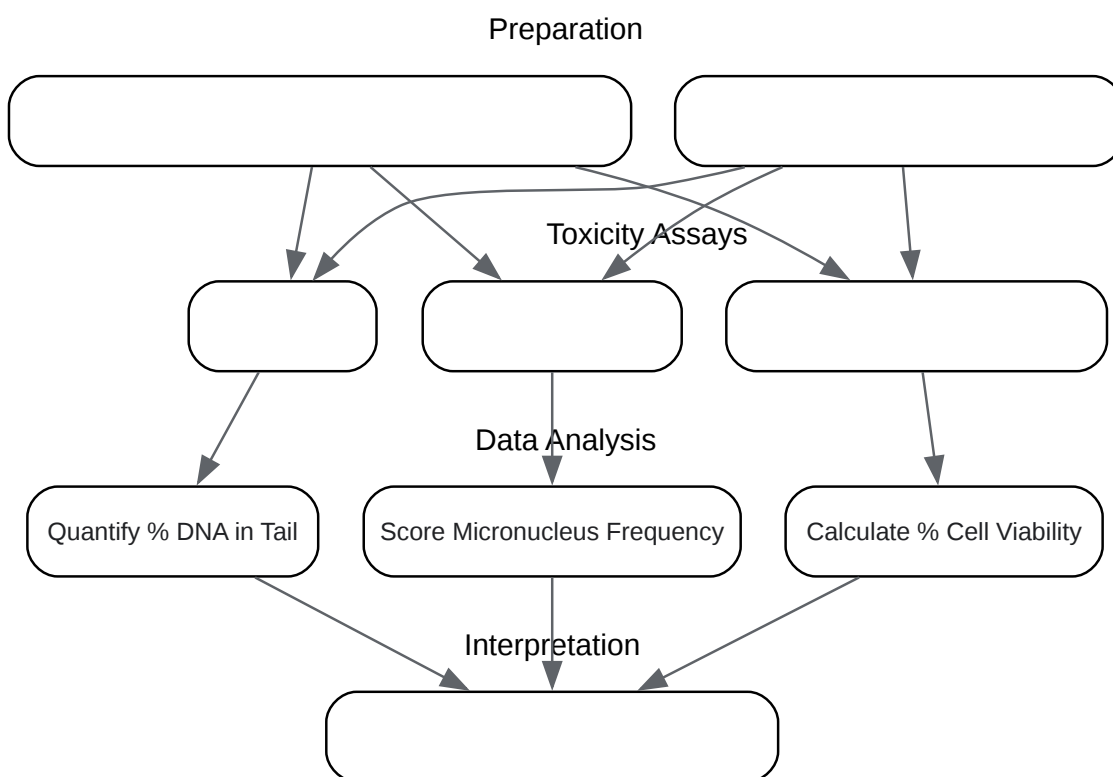 Preparation
Toxicity Assays
Data Analysis
Quantify % DNA in Tail
Score Micronucleus Frequency
Calculate % Cell Viability
Interpretation